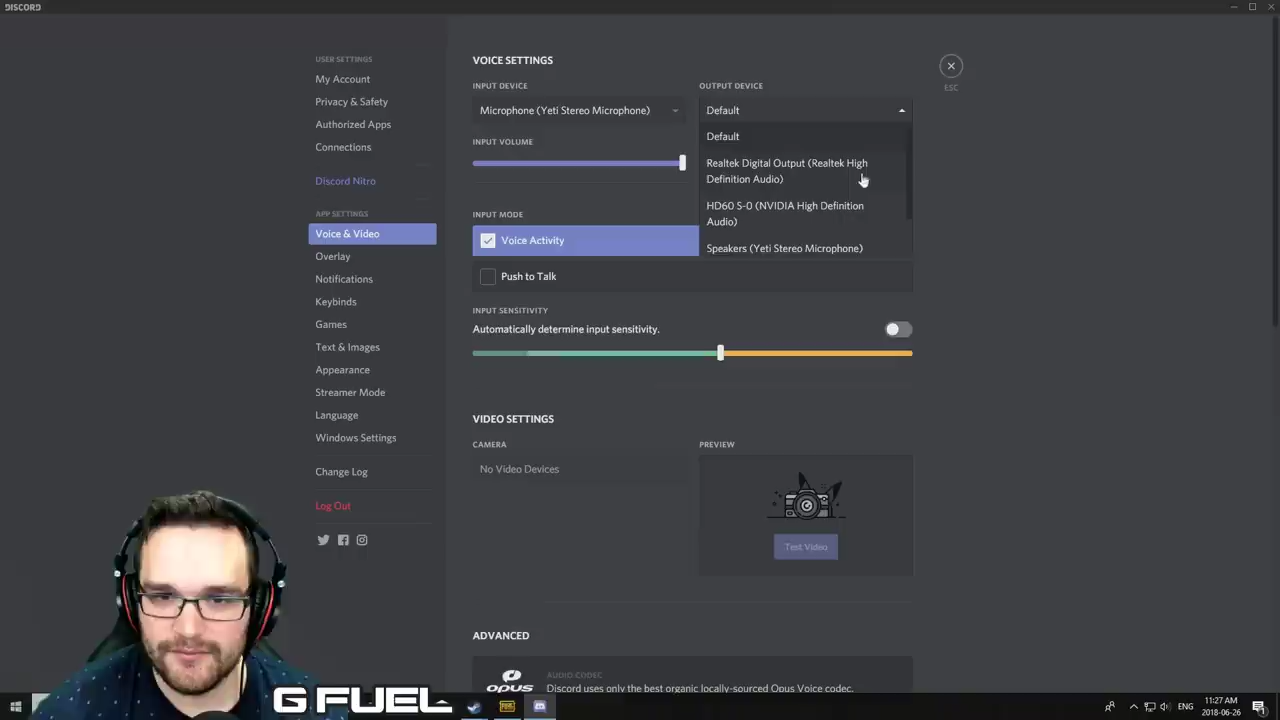 DISCORD
USER SETTINGS
My Account
Privacy & Safety
Authorized Apps
Connections
Discord Nitro
APP SETTINGS
Voice & Video
Overlay
Notifications
Keybinds
Games
Text & Images
Appearance
Streamer Mode
Language
Windows Settings
Change Log
Log Out
VOICE SETTINGS
INPUT DEVICE
Microphone (Yeti Stereo Microphone)
INPUT VOLUME
OUTPUT DEVICE
Default
Default
Realtek Digital Output (Realtek High
Definition Audio)
HD60 S-0 (NVIDIA High Definition
Audio)
Speakers (Yeti Stereo Microphone)
INPUT MODE
Voice Activity
Push to Talk
INPUT SENSITIVITY
Automatically determine input sensitivity.
VIDEO SETTINGS
CAMERA
No Video Devices
PREVIEW
Test Video
ADVANCED
opus
AUDIO CODEC
Discord uses only the best organic locally-sourced Opus Voice codec.
ESC
G FUEL
ENG
11:27 AM
2018-06-26